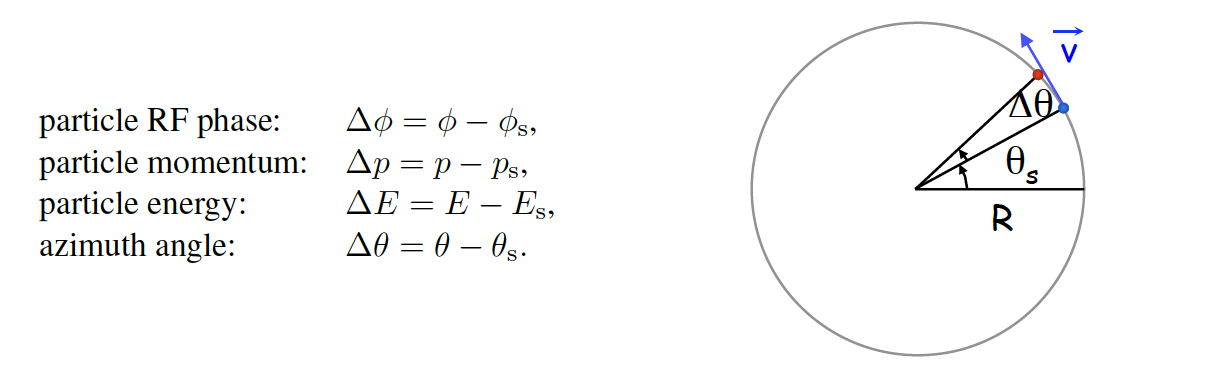 particle RF phase: Δϕ = ϕ − ϕs,
particle momentum: Δp = p − ps,
particle energy: ΔE = E − Es,
azimuth angle: Δθ = θ − θs.
v
Δθ
θs
R